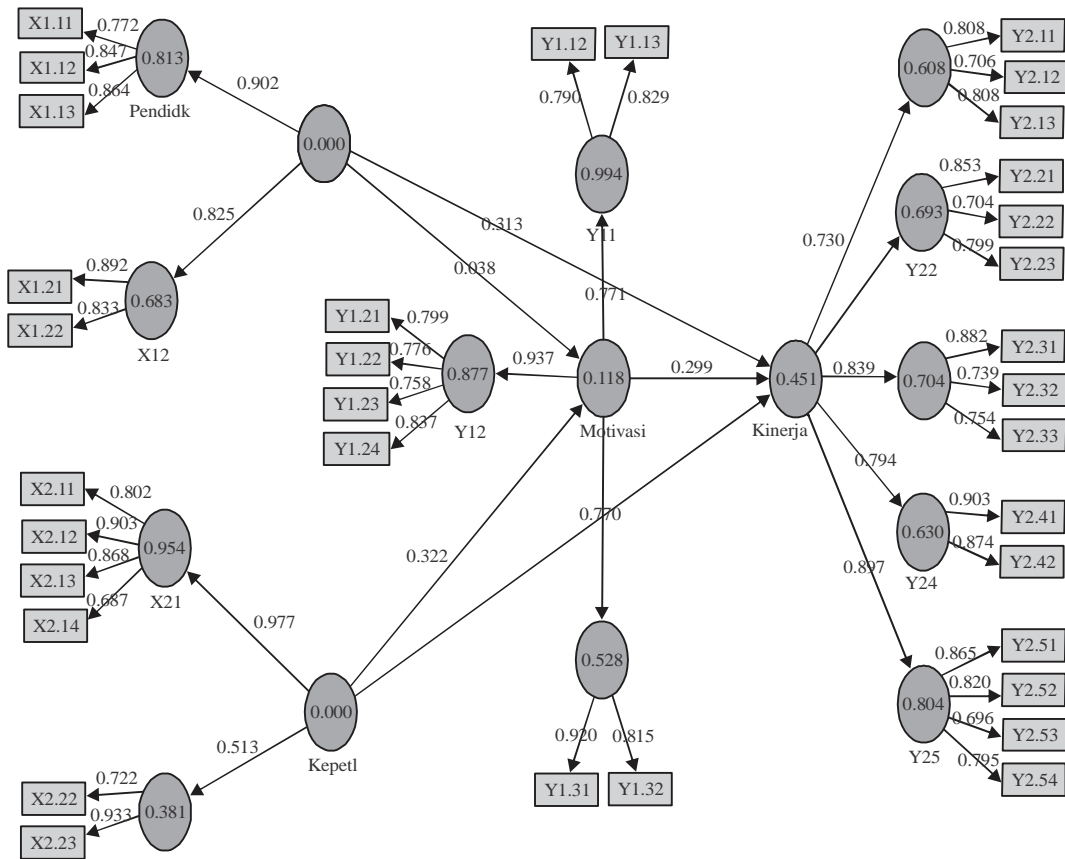 X1.11
0.772
X1.12
0.847
X1.13
0.864
0.813
Pendidk
0.902
0.000
0.825
X1.21
0.892
X1.22
0.833
0.683
X12
0.313
0.038
Y1.12
Y1.13
0.790
0.829
0.994
Y11
0.771
Y1.21
0.799
Y1.22
0.776
Y1.23
0.758
Y1.24
0.837
0.877
Y12
0.937
0.118
Motivasi
0.299
0.451
Kinerja
0.730
0.608
0.808
Y2.11
0.706
Y2.12
0.808
Y2.13
0.693
Y22
0.853
Y2.21
0.704
Y2.22
0.799
Y2.23
0.839
0.704
0.882
Y2.31
0.739
Y2.32
0.754
Y2.33
0.794
0.630
Y24
0.903
Y2.41
0.874
Y2.42
0.897
0.804
Y25
0.865
Y2.51
0.820
Y2.52
0.696
Y2.53
0.795
Y2.54
X2.11
0.802
X2.12
0.903
X2.13
0.868
X2.14
0.687
0.954
X21
0.977
0.322
0.770
0.000
Kepetl
0.513
X2.22
0.722
X2.23
0.933
0.381
0.528
0.920
0.815
Y1.31
Y1.32